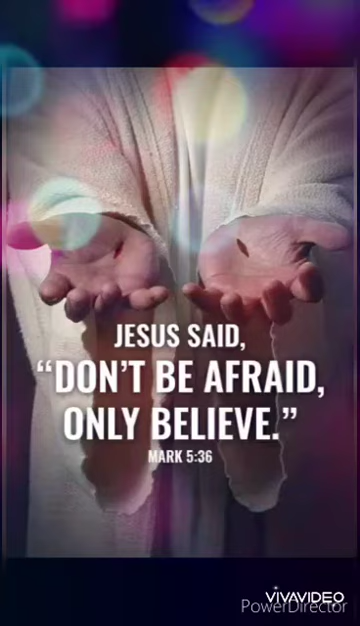 JESUS SAID,
“DON’T BE AFRAID,
ONLY BELIEVE.”
MARK 5:36
VIVAVIDEO
PowerDirector